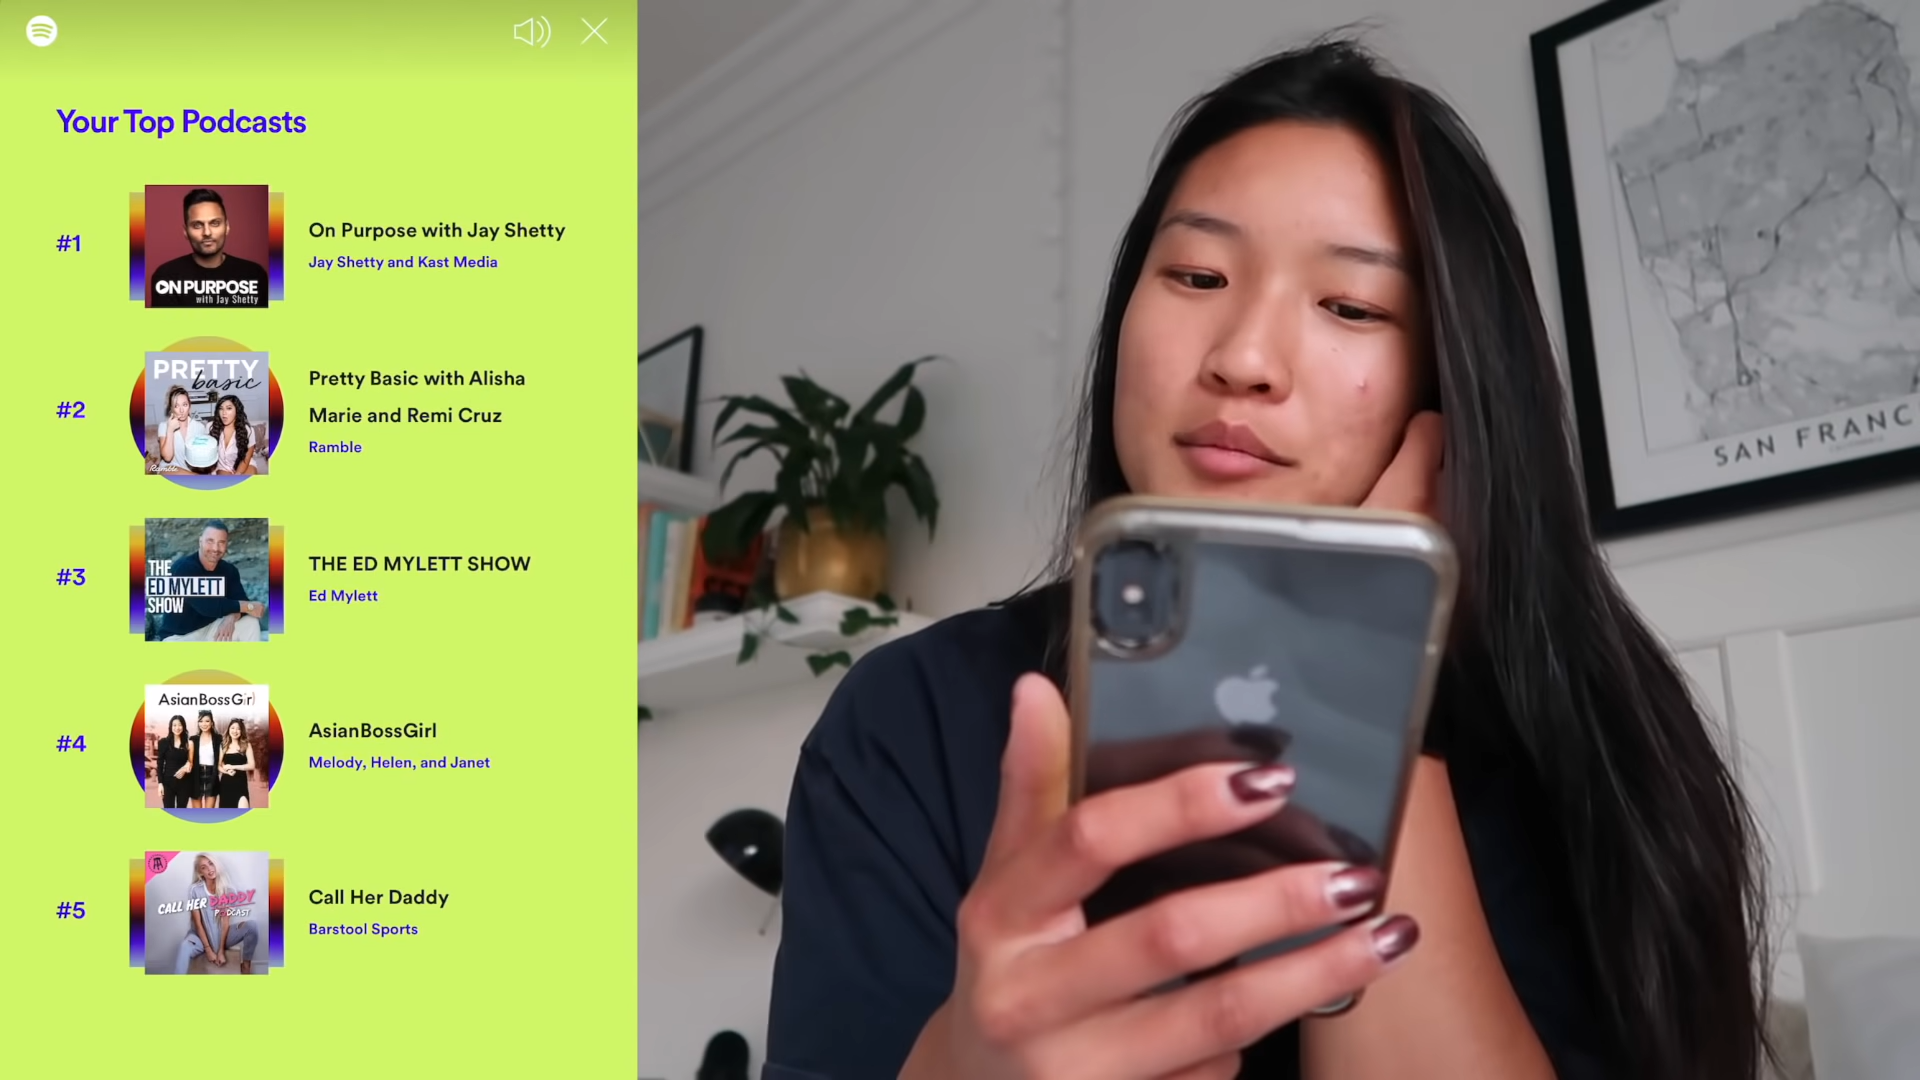 Your Top Podcasts
#1
ON PURPOSE
with Jay Shetty
On Purpose with Jay Shetty
Jay Shetty and Kast Media
#2
PRETTY
basic
Ramble
Pretty Basic with Alisha
Marie and Remi Cruz
Ramble
#3
THE
ED MYLETT
SHOW
THE ED MYLETT SHOW
Ed Mylett
#4
AsianBossGirl
AsianBossGirl
Melody, Helen, and Janet
#5
CALL HER DADDY
PODCAST
Call Her Daddy
Barstool Sports
SAN FRANC